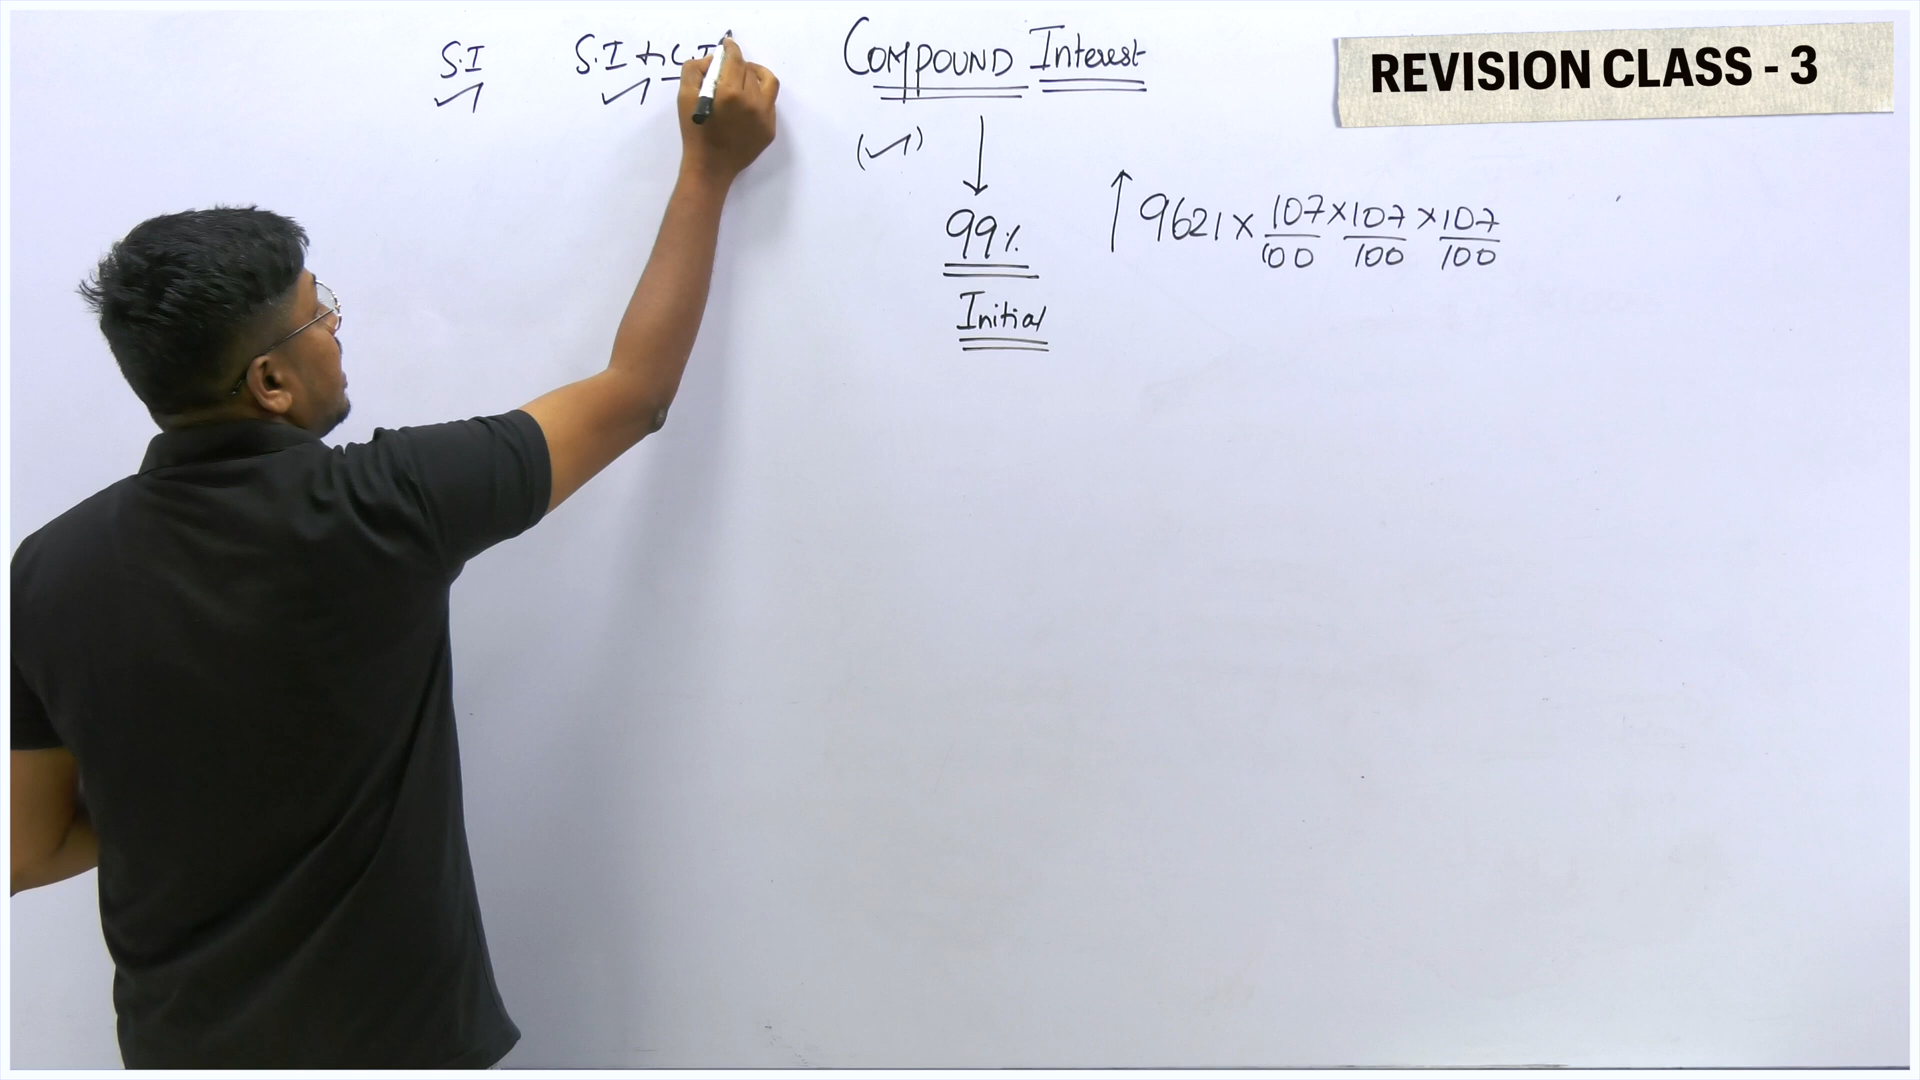 S.I S.I + C.I COMPOUND Interest
REVISION CLASS - 3
(✓)
99%
Initial
↑ 9621 × 107/100 × 107/100 × 107/100